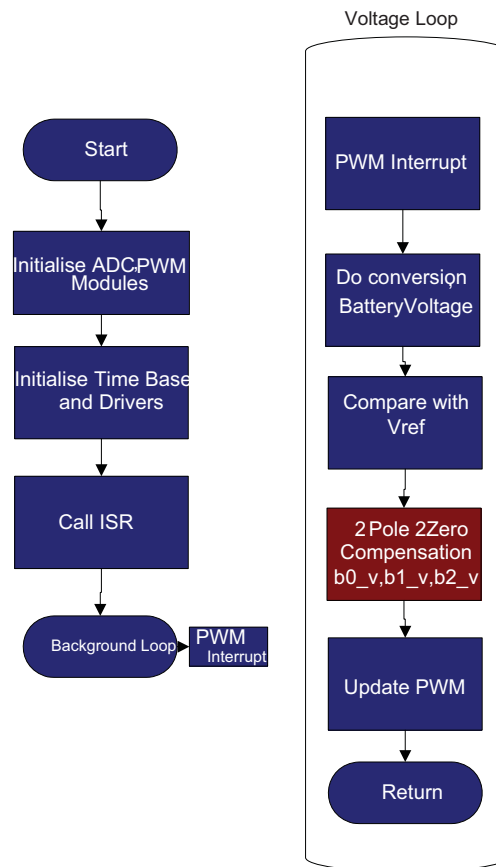 Voltage Loop
Start
Initialise ADC,PWM
Modules
Initialise Time Base
and Drivers
Call ISR
Background Loop
PWM
Interrupt
PWM Interrupt
Do conversion,
BatteryVoltage
Compare with
Vref
2 Pole 2Zero
Compensation
b0_v,b1_v,b2_v
Update PWM
Return